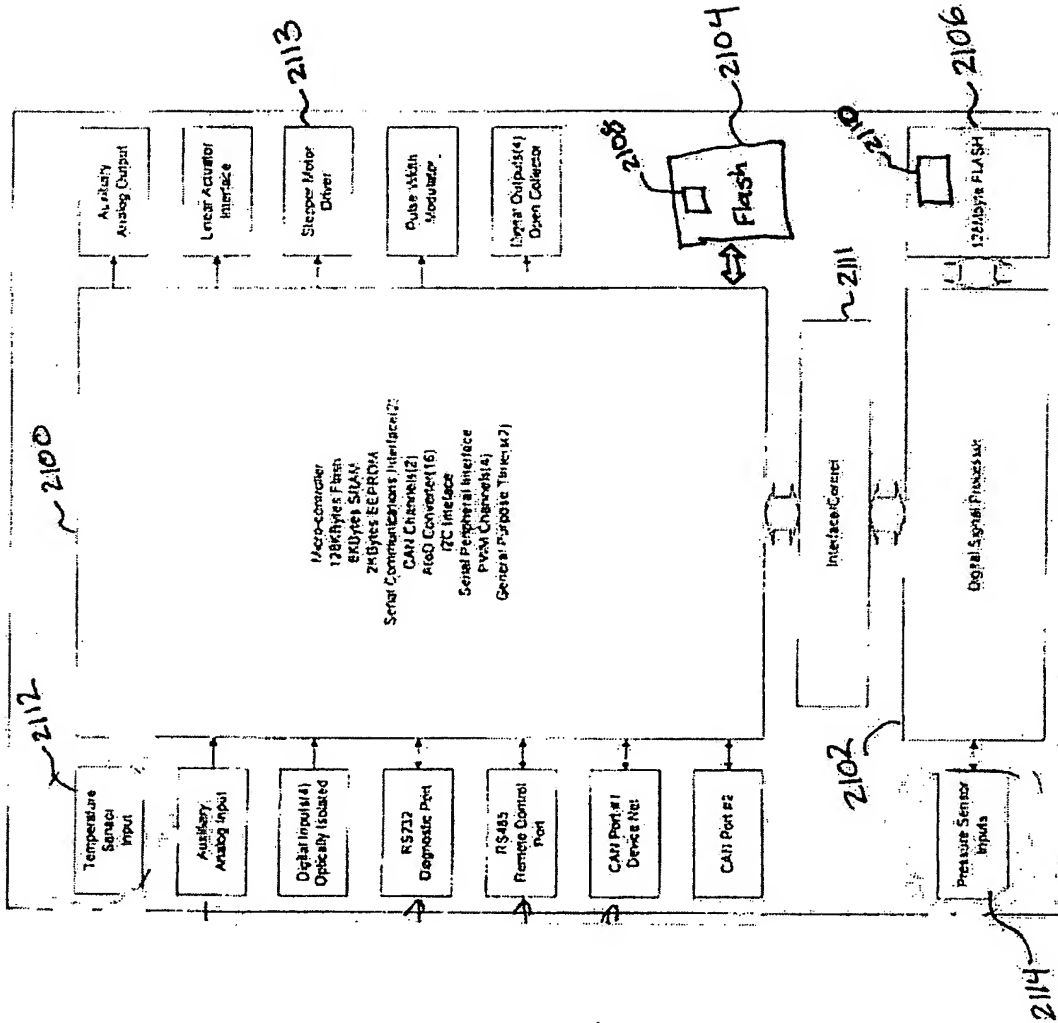 2112
Temperature
Sensor
Input
Auxiliary
Analog Input
Digital Inputs(4)
Optically Isolated
RS232
Diagnostic Port
RS485
Remote Control
Port
CAN Port #1
Device Net
CAN Port #2
Pressure Sensor
Inputs
2114
2100
Micro-controller
128KBytes Flash
8KBytes SRAM
2KBytes EEPROM
Serial Communications Interface(2)
CAN Channels(2)
AtoD Converter(16)
I2C Interface
Serial Peripheral Interface
PWM Channels(4)
General Purpose Timers(7)
Interface/Control
2111
2102
Digital Signal Processor
Auxiliary
Analog Output
Linear Actuator
Interface
Stepper Motor
Driver
2113
Pulse Width
Modulator
Digital Outputs(4)
Open Collector
2108
Flash
2104
2110
128Mbyte FLASH
2106